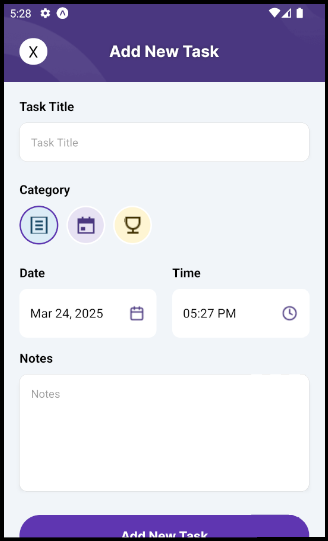 5:28
X
Add New Task
Task Title
Task Title
Category
Date Time
Mar 24, 2025 05:27 PM
Notes
Notes
Add New Task